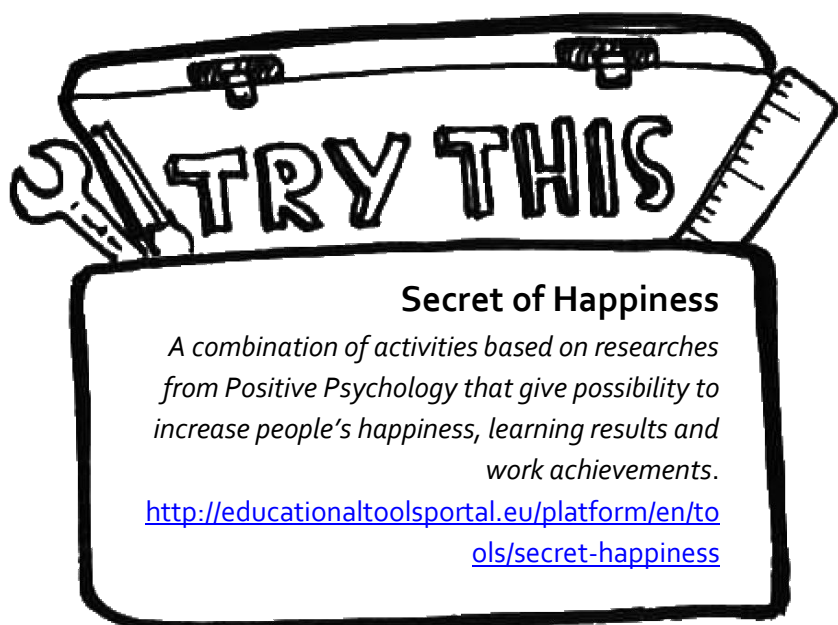 TRY THIS
Secret of Happiness
A combination of activities based on researches
from Positive Psychology that give possibility to
increase people's happiness, learning results and
work achievements.
http://educationaltoolsportal.eu/platform/en/to
ols/secret-happiness